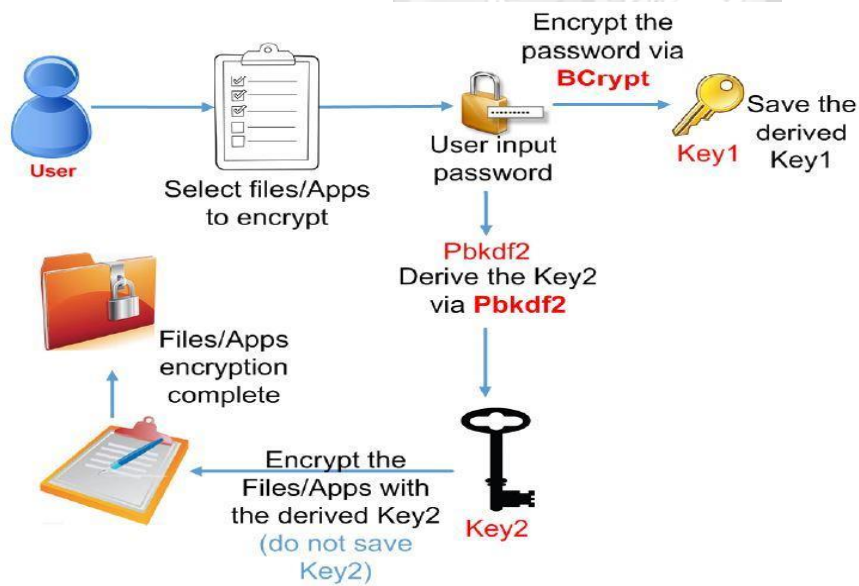 Encrypt the
password via
BCrypt
User
Select files/Apps
to encrypt
User input
password
Key1
Save the
derived
Key1
Pbkdf2
Derive the Key2
via Pbkdf2
Key2
Encrypt the
Files/Apps with
the derived Key2
(do not save
Key2)
Files/Apps
encryption
complete